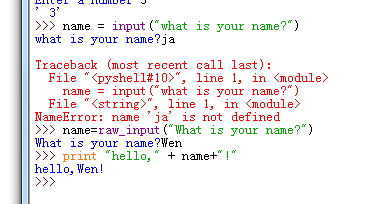 Enter a number 3
' 3'
>>> name = input("what is your name?")
what is your name?ja
Traceback (most recent call last):
File "<pyshell#10>", line 1, in <module>
name = input("what is your name?")
File "<string>", line 1, in <module>
NameError: name 'ja' is not defined
>>> name=raw_input("What is your name?")
What is your name?Wen
>>> print "hello," + name+"!"
hello,Wen!
>>>